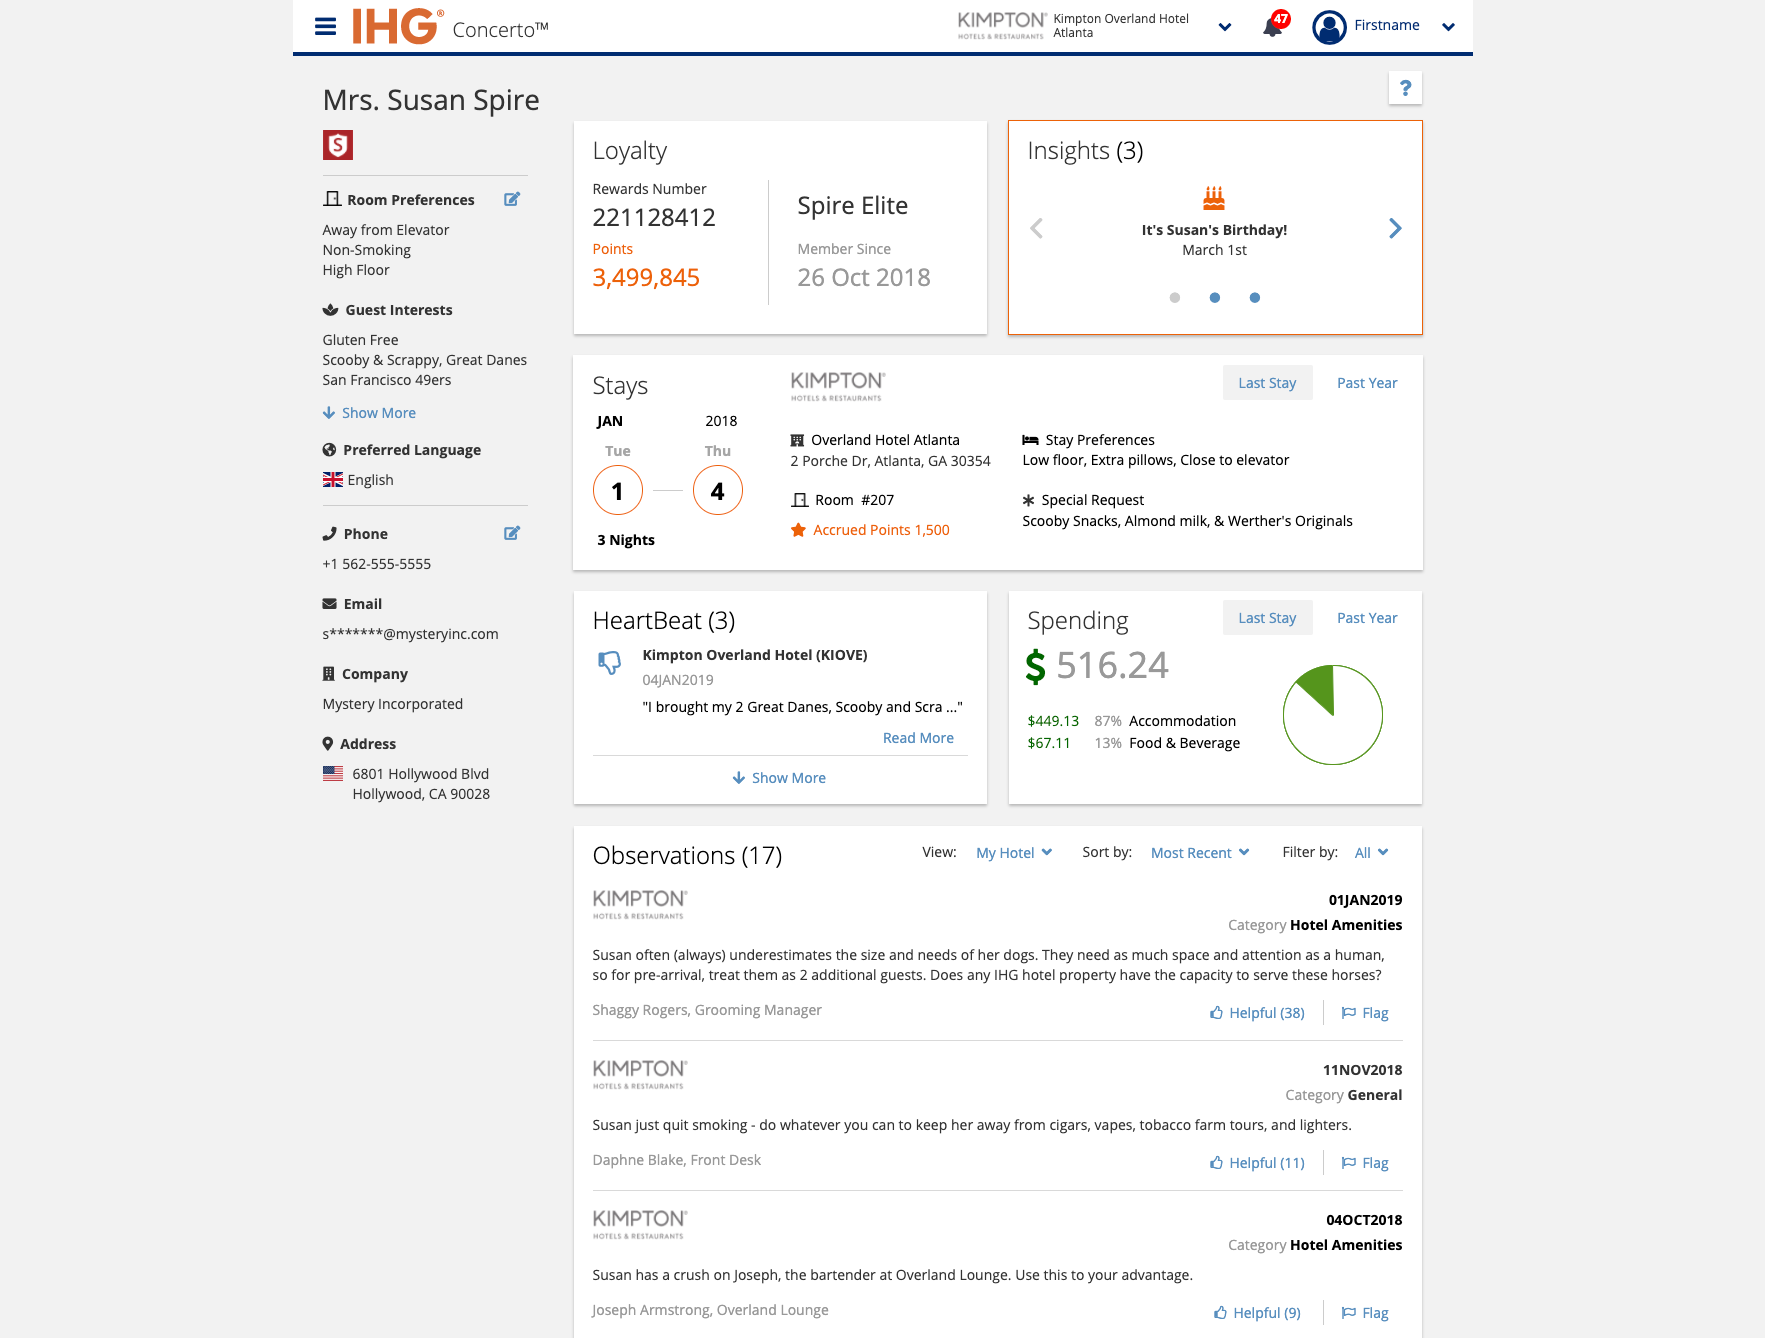 IHG® Concerto™
KIMPTON®
HOTELS & RESTAURANTS
Kimpton Overland Hotel
Atlanta
47
Firstname
Mrs. Susan Spire
S
?
Room Preferences
Away from Elevator
Non-Smoking
High Floor
Guest Interests
Gluten Free
Scooby & Scrappy, Great Danes
San Francisco 49ers
Show More
Preferred Language
English
Phone
+1 562-555-5555
Email
s*******@mysteryinc.com
Company
Mystery Incorporated
Address
6801 Hollywood Blvd
Hollywood, CA 90028
Loyalty
Rewards Number
221128412
Points
3,499,845
Spire Elite
Member Since
26 Oct 2018
Insights (3)
It's Susan's Birthday!
March 1st
Stays
JAN 2018
Tue Thu
1 4
3 Nights
KIMPTON®
HOTELS & RESTAURANTS
Last Stay Past Year
Overland Hotel Atlanta
2 Porche Dr, Atlanta, GA 30354
Room #207
Accrued Points 1,500
Stay Preferences
Low floor, Extra pillows, Close to elevator
Special Request
Scooby Snacks, Almond milk, & Werther's Originals
HeartBeat (3)
Kimpton Overland Hotel (KIOVE)
04JAN2019
"I brought my 2 Great Danes, Scooby and Scra ..."
Read More
Show More
Spending
Last Stay Past Year
$ 516.24
$449.13 87% Accommodation
$67.11 13% Food & Beverage
Observations (17)
View: My Hotel Sort by: Most Recent Filter by: All
KIMPTON®
HOTELS & RESTAURANTS
01JAN2019
Category Hotel Amenities
Susan often (always) underestimates the size and needs of her dogs. They need as much space and attention as a human,
so for pre-arrival, treat them as 2 additional guests. Does any IHG hotel property have the capacity to serve these horses?
Shaggy Rogers, Grooming Manager
Helpful (38) Flag
KIMPTON®
HOTELS & RESTAURANTS
11NOV2018
Category General
Susan just quit smoking - do whatever you can to keep her away from cigars, vapes, tobacco farm tours, and lighters.
Daphne Blake, Front Desk
Helpful (11) Flag
KIMPTON®
HOTELS & RESTAURANTS
04OCT2018
Category Hotel Amenities
Susan has a crush on Joseph, the bartender at Overland Lounge. Use this to your advantage.
Joseph Armstrong, Overland Lounge
Helpful (9) Flag